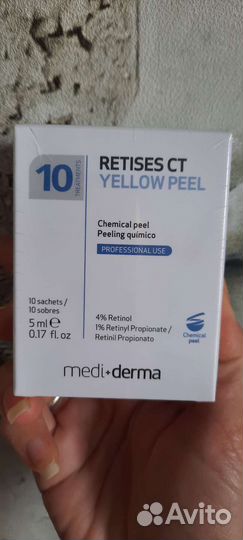 10
TREATMENTS
RETISES CT
YELLOW PEEL
Chemical peel
Peeling químico
PROFESSIONAL USE
10 sachets /
10 sobres
5 ml ℮
0.17 fl. oz
4% Retinol
1% Retinyl Propionate /
Retinil Propionato
Chemical
peel
medi+derma
Avito